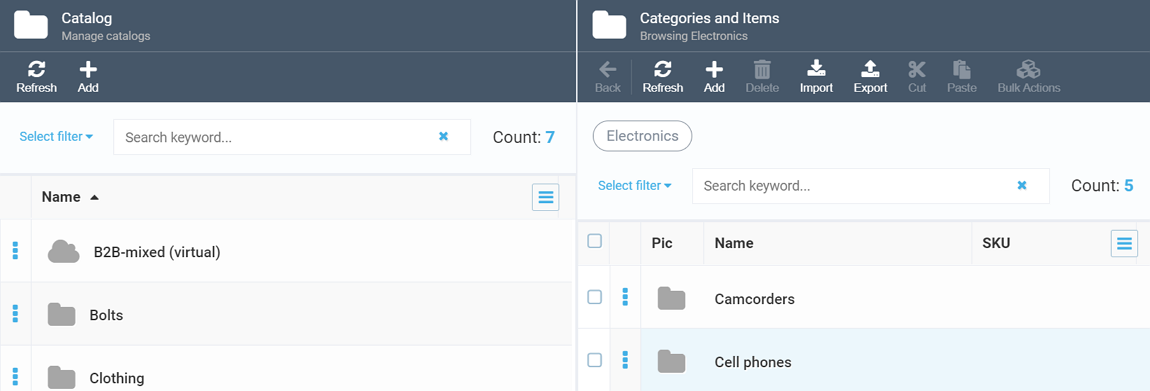 Catalog
Manage catalogs
Refresh
Add
Select filter
Search keyword...
Count: 7
Name
B2B-mixed (virtual)
Bolts
Clothing
Categories and Items
Browsing Electronics
Back
Refresh
Add
Delete
Import
Export
Cut
Paste
Bulk Actions
Electronics
Select filter
Search keyword...
Count: 5
Pic
Name
SKU
Camcorders
Cell phones